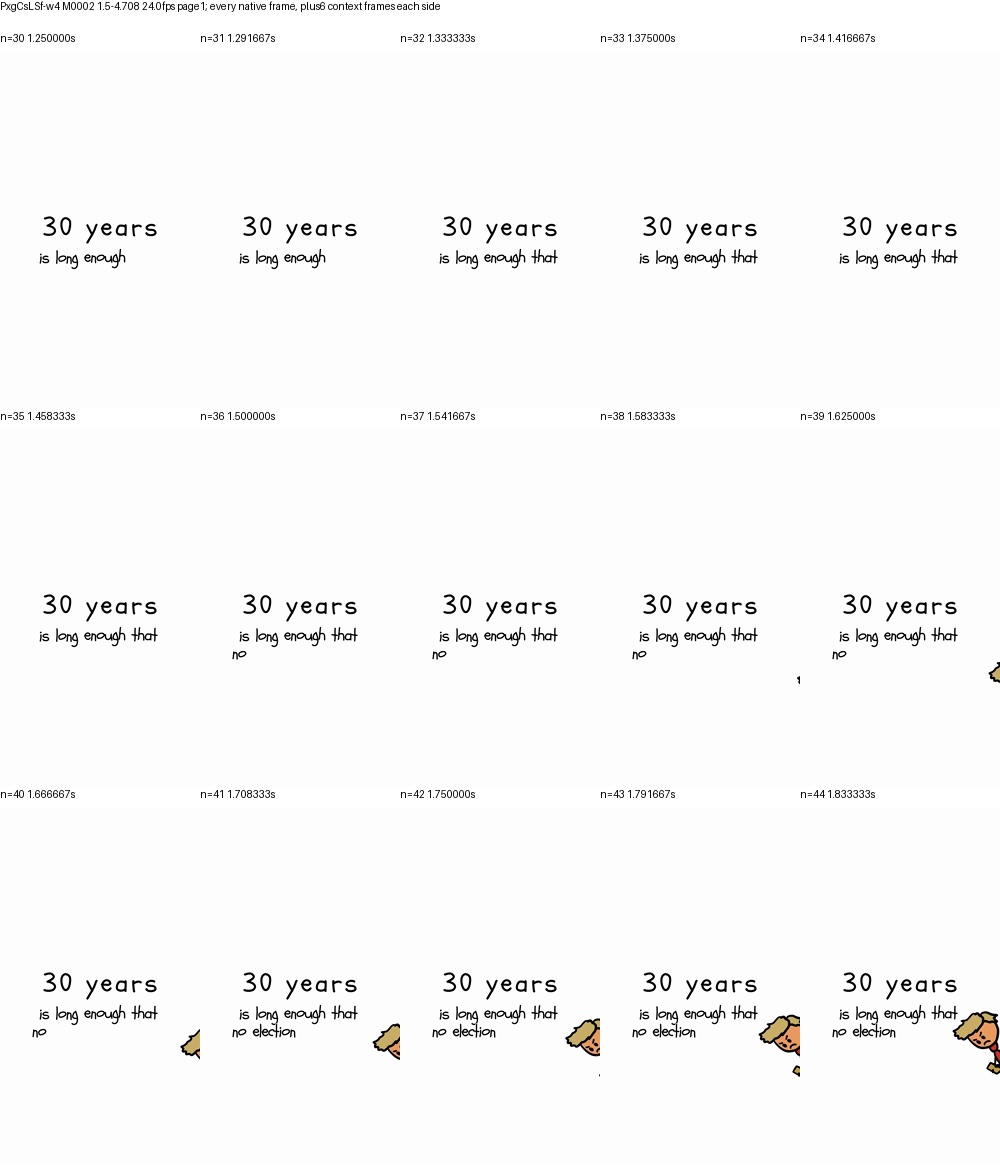 PxgCsLSf-w4 M0002 1.5-4.708 24.0fps page1; every native frame, plus6 context frames each side
n=30 1.250000s
n=31 1.291667s
n=32 1.333333s
n=33 1.375000s
n=34 1.416667s
30 years
is long enough
30 years
is long enough
30 years
is long enough that
30 years
is long enough that
30 years
is long enough that
n=35 1.458333s
n=36 1.500000s
n=37 1.541667s
n=38 1.583333s
n=39 1.625000s
30 years
is long enough that
30 years
is long enough that
no
30 years
is long enough that
no
30 years
is long enough that
no
30 years
is long enough that
no
n=40 1.666667s
n=41 1.708333s
n=42 1.750000s
n=43 1.791667s
n=44 1.833333s
30 years
is long enough that
no
30 years
is long enough that
no election
30 years
is long enough that
no election
30 years
is long enough that
no election
30 years
is long enough that
no election